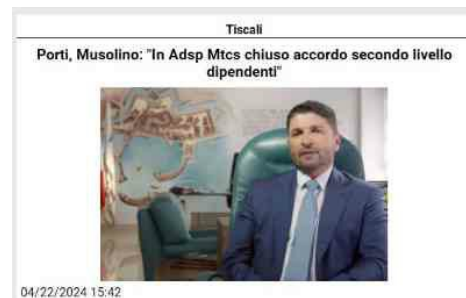 Tiscali
Porti, Musolino: "In Adsp Mtcs chiuso accordo secondo livello
dipendenti"
04/22/2024 15:42